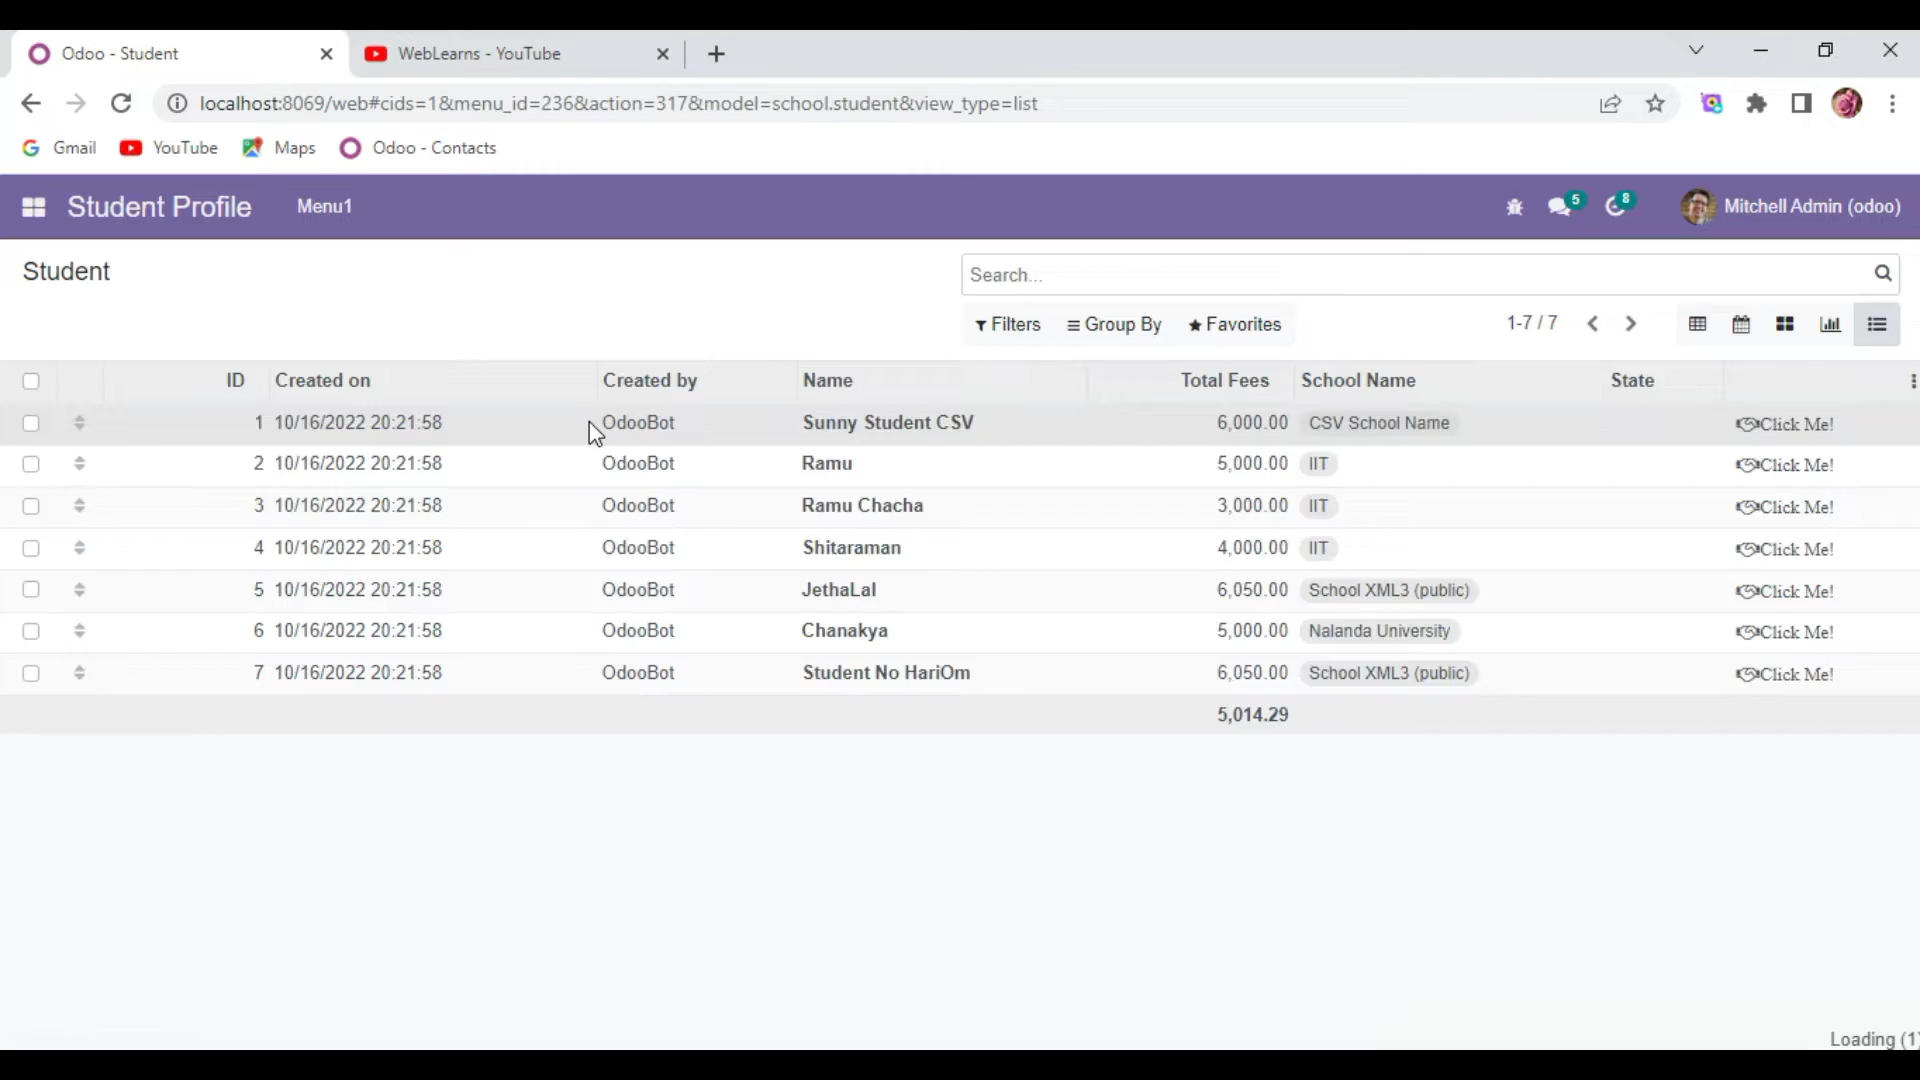 Odoo - Student
WebLearns - YouTube
localhost:8069/web#cids=1&menu_id=236&action=317&model=school.student&view_type=list
Gmail YouTube Maps Odoo - Contacts
Student Profile Menu1 5 8 Mitchell Admin (odoo)
Student
Search...
Filters Group By Favorites 1-7 / 7
ID Created on Created by Name Total Fees School Name State
1 10/16/2022 20:21:58 OdooBot Sunny Student CSV 6,000.00 CSV School Name Click Me!
2 10/16/2022 20:21:58 OdooBot Ramu 5,000.00 IIT Click Me!
3 10/16/2022 20:21:58 OdooBot Ramu Chacha 3,000.00 IIT Click Me!
4 10/16/2022 20:21:58 OdooBot Shitaraman 4,000.00 IIT Click Me!
5 10/16/2022 20:21:58 OdooBot JethaLal 6,050.00 School XML3 (public) Click Me!
6 10/16/2022 20:21:58 OdooBot Chanakya 5,000.00 Nalanda University Click Me!
7 10/16/2022 20:21:58 OdooBot Student No HariOm 6,050.00 School XML3 (public) Click Me!
5,014.29
Loading (1